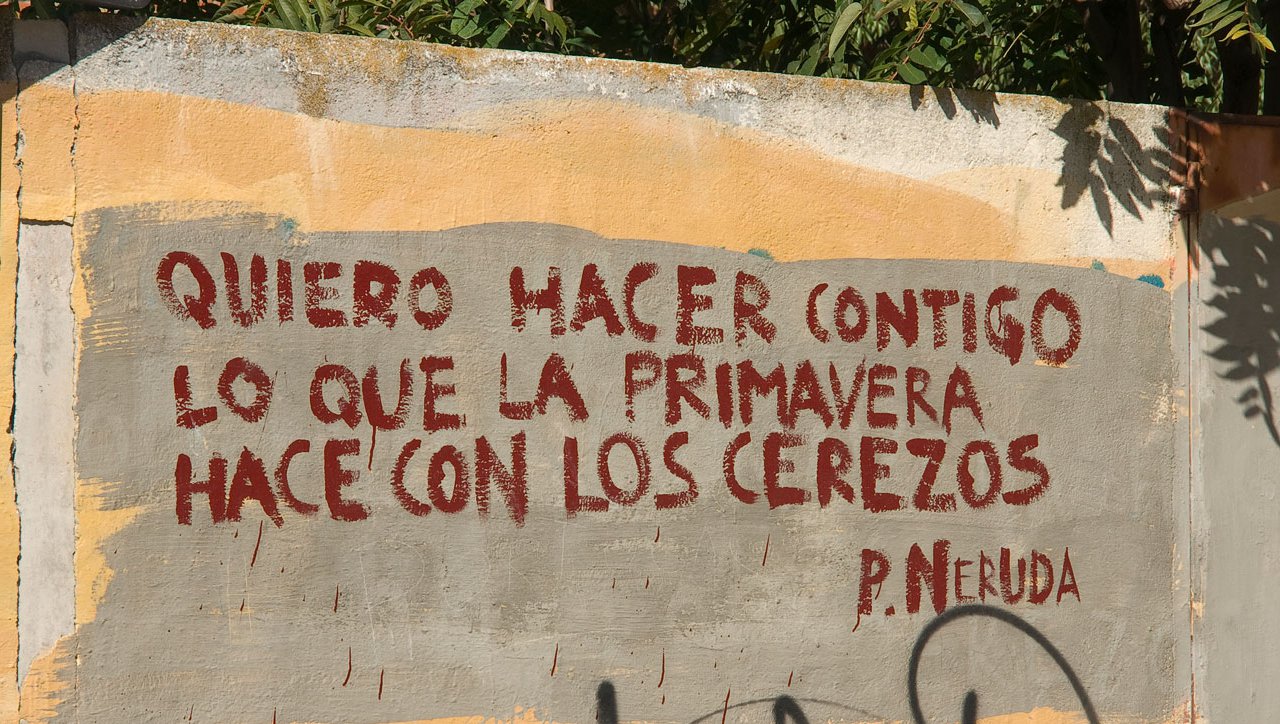 QUIERO HACER CONTIGO
LO QUE LA PRIMAVERA
HACE CON LOS CEREZOS
P. NERUDA